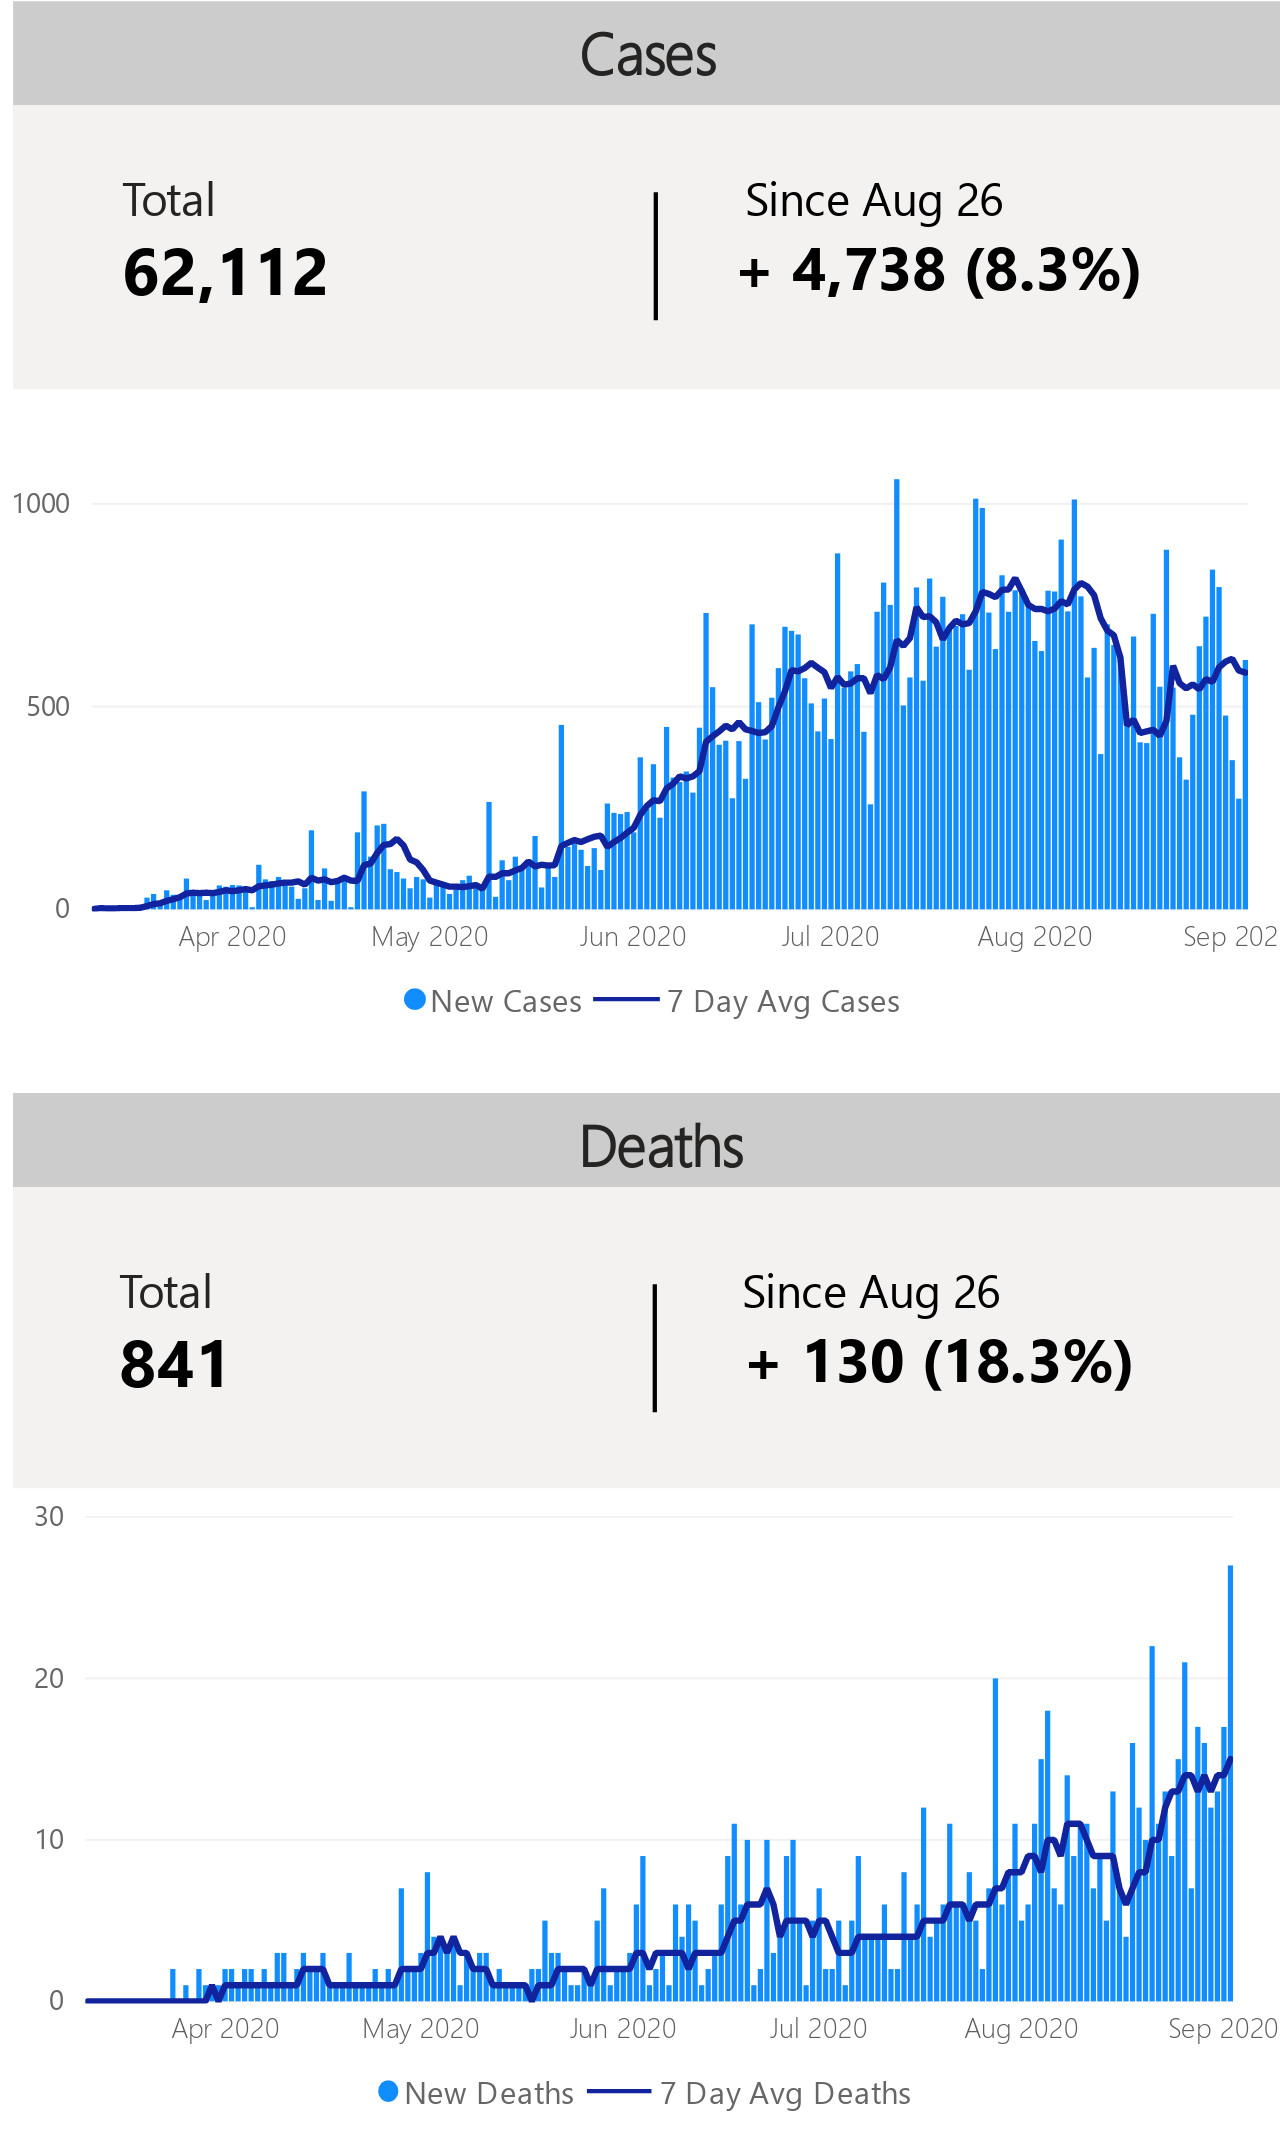 Cases
Total
Since Aug 26
62,112
+ 4,738 (8.3%)
1000
500
0
Apr 2020 May 2020 Jun 2020 Jul 2020 Aug 2020 Sep 202
New Cases 7 Day Avg Cases
Deaths
Total
Since Aug 26
841
+ 130 (18.3%)
30
20
10
0
Apr 2020 May 2020 Jun 2020 Jul 2020 Aug 2020 Sep 2020
New Deaths 7 Day Avg Deaths